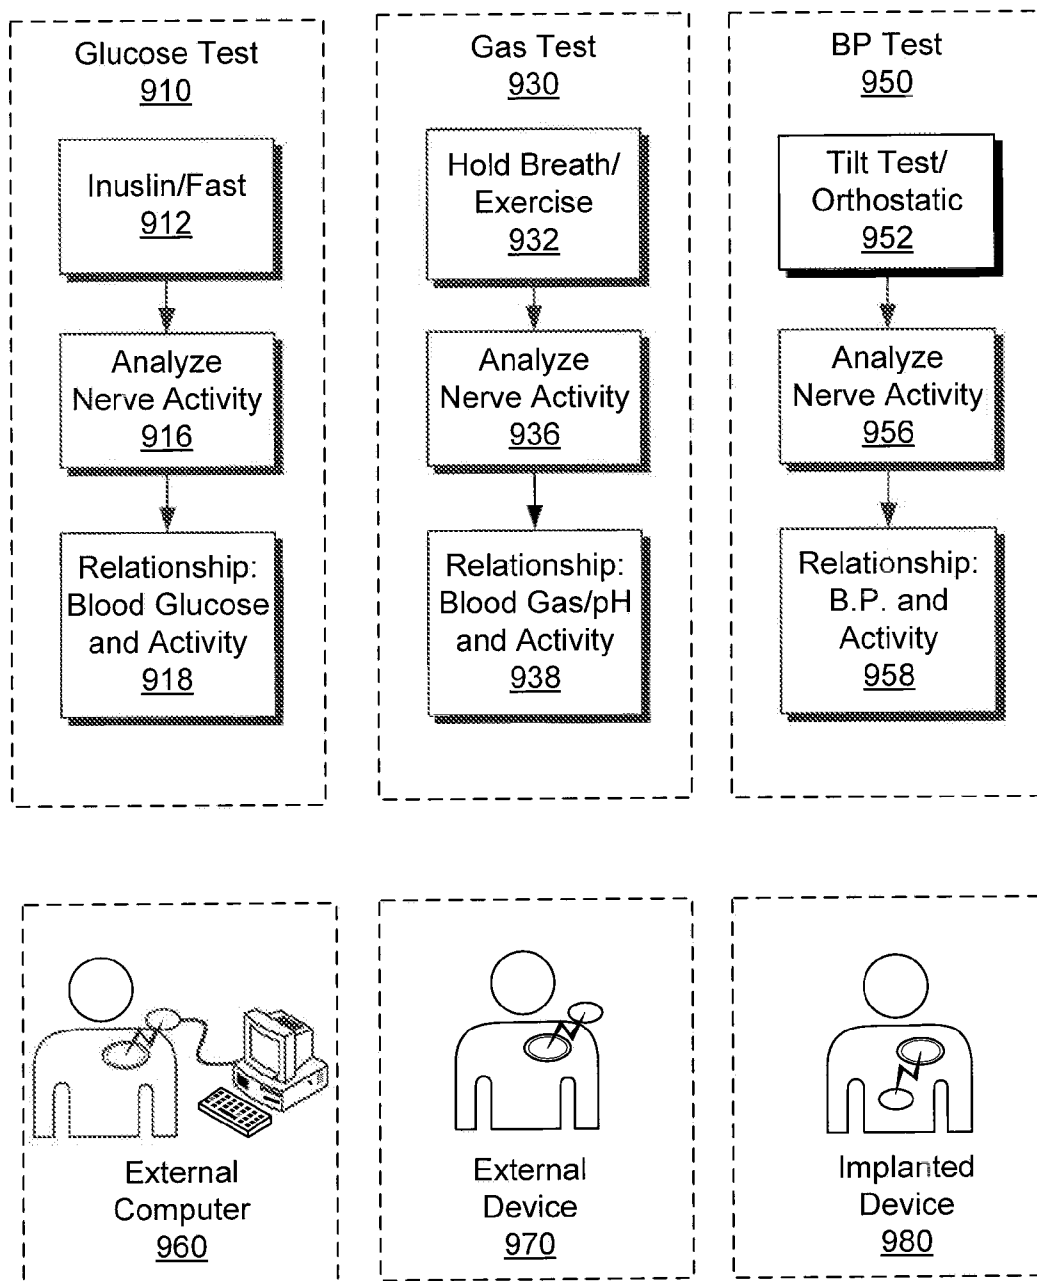 Glucose Test
910
Inuslin/Fast
912
Analyze
Nerve Activity
916
Relationship:
Blood Glucose
and Activity
918
Gas Test
930
Hold Breath/
Exercise
932
Analyze
Nerve Activity
936
Relationship:
Blood Gas/pH
and Activity
938
BP Test
950
Tilt Test/
Orthostatic
952
Analyze
Nerve Activity
956
Relationship:
B.P. and
Activity
958
External
Computer
960
External
Device
970
Implanted
Device
980